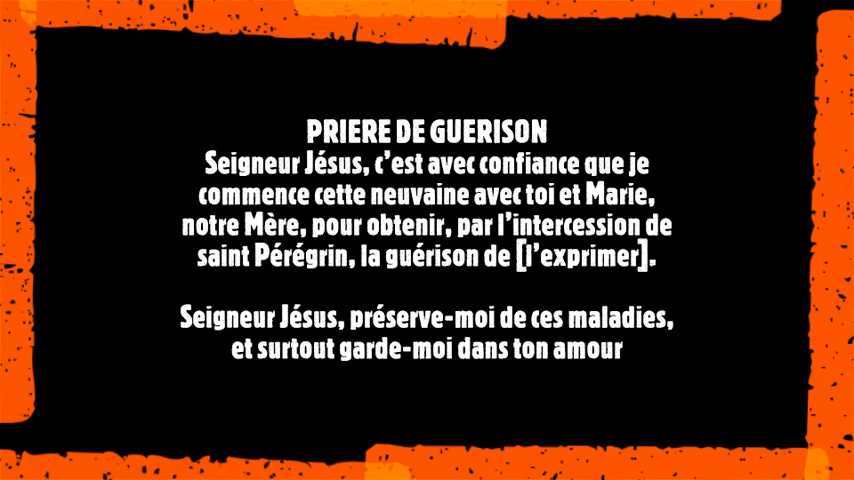 PRIERE DE GUERISON
Seigneur Jésus, c'est avec confiance que je
commence cette neuvaine avec toi et Marie,
notre Mère, pour obtenir, par l'intercession de
saint Pérégrin, la guérison de [l'exprimer].
Seigneur Jésus, préserve-moi de ces maladies,
et surtout garde-moi dans ton amour